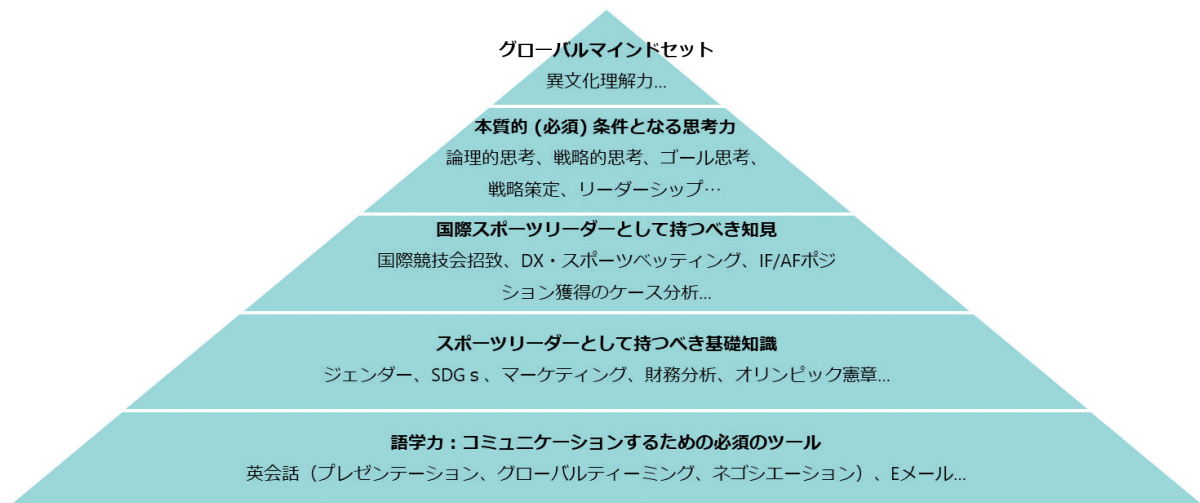 グローバルマインドセット
異文化理解力...
本質的 (必須) 条件となる思考力
論理的思考、戦略的思考、ゴール思考、
戦略策定、リーダーシップ…
国際スポーツリーダーとして持つべき知見
国際競技会招致、DX・スポーツベッティング、IF/AFポジ
ション獲得のケース分析...
スポーツリーダーとして持つべき基礎知識
ジェンダー、SDGｓ、マーケティング、財務分析、オリンピック憲章...
語学力：コミュニケーションするための必須のツール
英会話（プレゼンテーション、グローバルティーミング、ネゴシエーション）、Eメール...